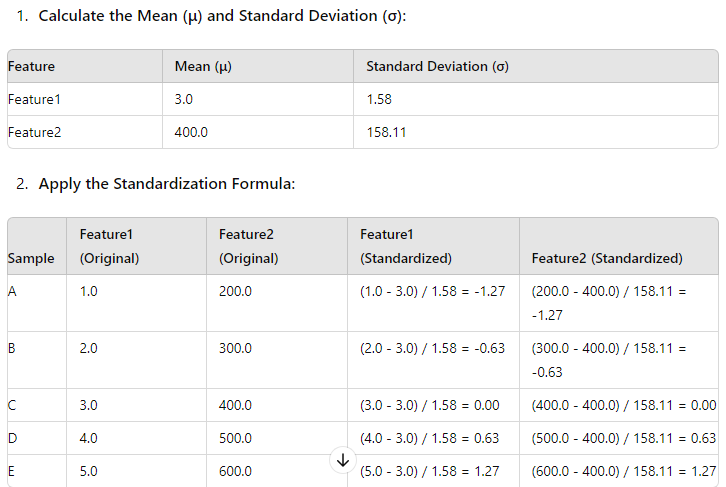 1. Calculate the Mean (μ) and Standard Deviation (σ):
Feature Mean (μ) Standard Deviation (σ)
Feature1 3.0 1.58
Feature2 400.0 158.11
2. Apply the Standardization Formula:
Feature1 Feature2 Feature1
Sample (Original) (Original) (Standardized) Feature2 (Standardized)
A 1.0 200.0 (1.0 - 3.0) / 1.58 = -1.27 (200.0 - 400.0) / 158.11 =
-1.27
B 2.0 300.0 (2.0 - 3.0) / 1.58 = -0.63 (300.0 - 400.0) / 158.11 =
-0.63
C 3.0 400.0 (3.0 - 3.0) / 1.58 = 0.00 (400.0 - 400.0) / 158.11 = 0.00
D 4.0 500.0 (4.0 - 3.0) / 1.58 = 0.63 (500.0 - 400.0) / 158.11 = 0.63
E 5.0 600.0 (5.0 - 3.0) / 1.58 = 1.27 (600.0 - 400.0) / 158.11 = 1.27